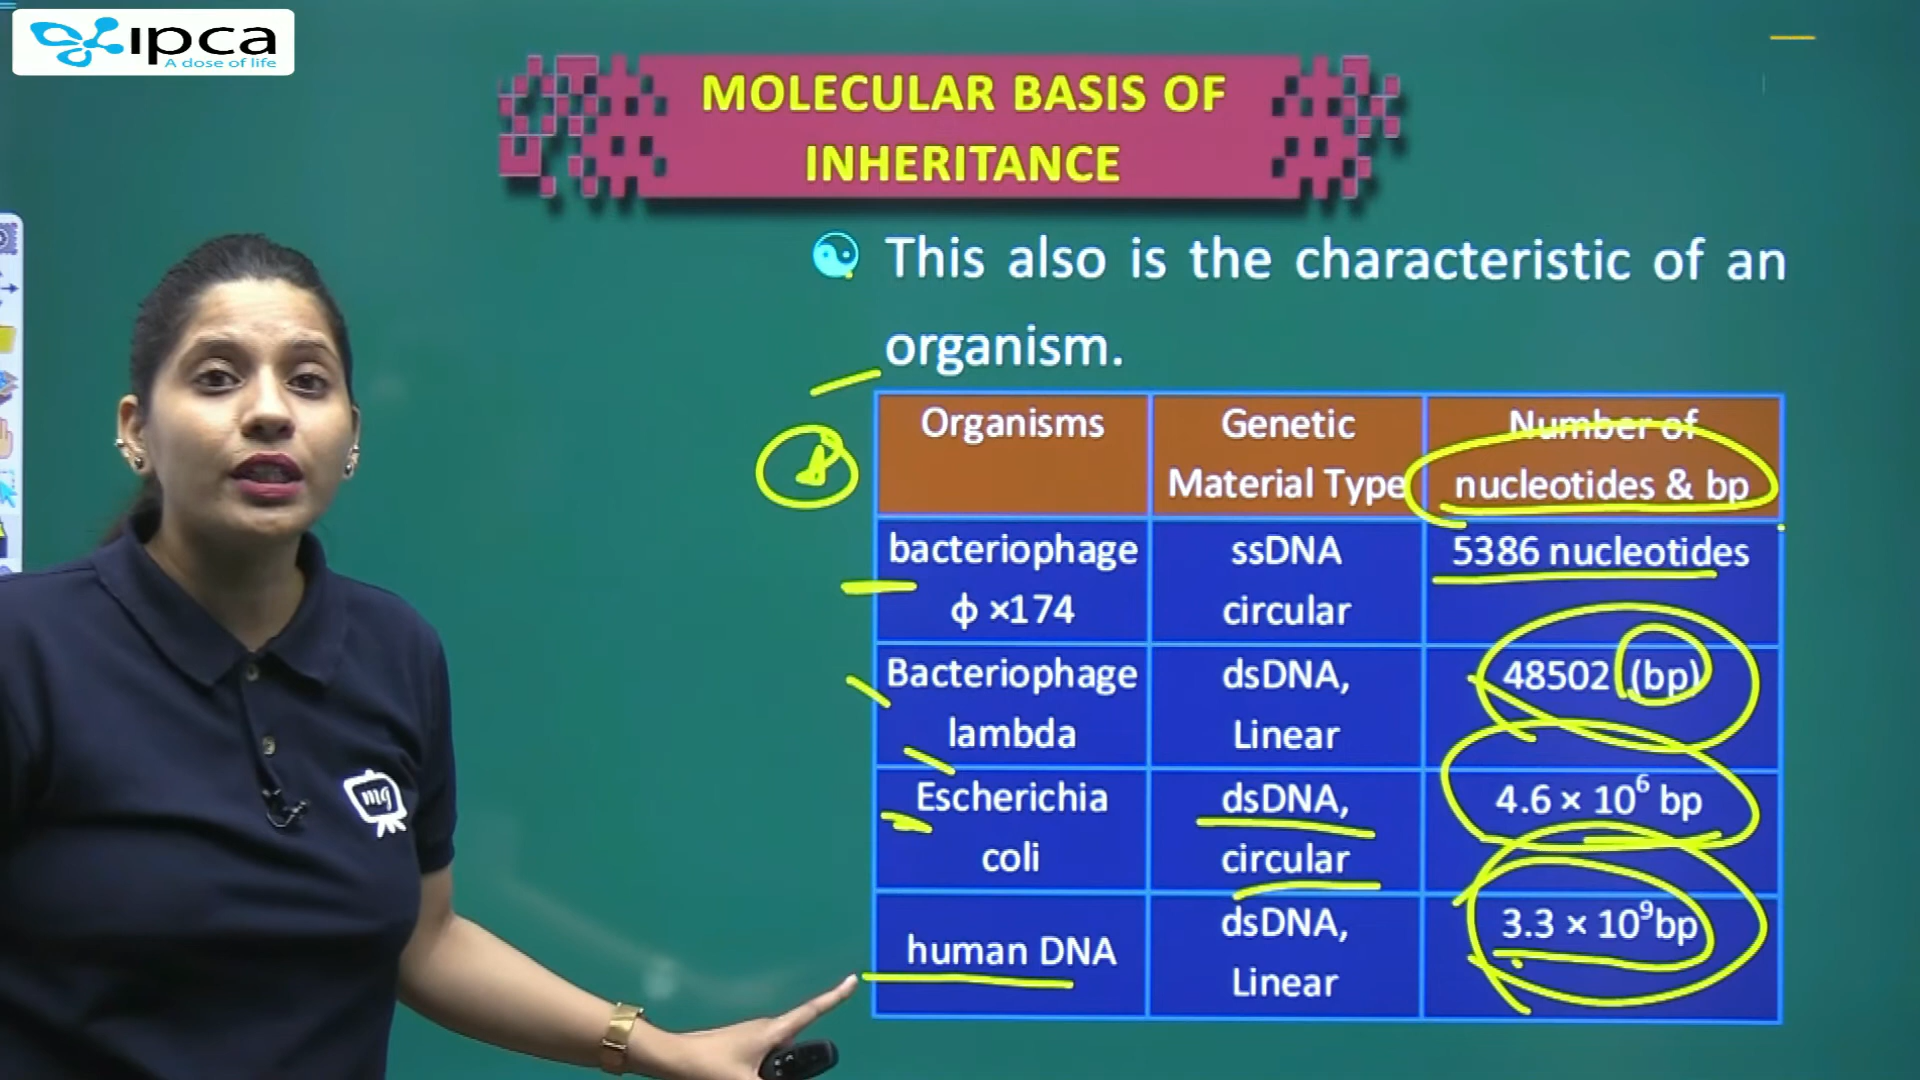 ipca
A dose of life
MOLECULAR BASIS OF
INHERITANCE
This also is the characteristic of an
organism.
Organisms
Genetic
Material Type
Number of
nucleotides & bp
bacteriophage
ϕ ×174
ssDNA
circular
5386 nucleotides
Bacteriophage
lambda
dsDNA,
Linear
48502 (bp)
Escherichia
coli
dsDNA,
circular
4.6 × 10⁶ bp
human DNA
dsDNA,
Linear
3.3 × 10⁹bp
mg